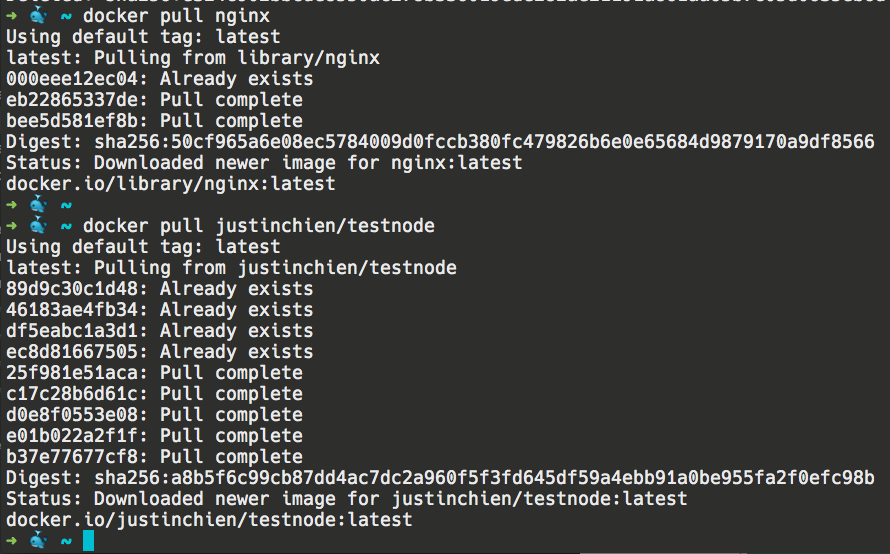 ➜ 🐳 ~ docker pull nginx
Using default tag: latest
latest: Pulling from library/nginx
000eee12ec04: Already exists
eb22865337de: Pull complete
bee5d581ef8b: Pull complete
Digest: sha256:50cf965a6e08ec5784009d0fccb380fc479826b6e0e65684d9879170a9df8566
Status: Downloaded newer image for nginx:latest
docker.io/library/nginx:latest
➜ 🐳 ~
➜ 🐳 ~ docker pull justinchien/testnode
Using default tag: latest
latest: Pulling from justinchien/testnode
89d9c30c1d48: Already exists
46183ae4fb34: Already exists
df5eabc1a3d1: Already exists
ec8d81667505: Already exists
25f981e51aca: Pull complete
c17c28b6d61c: Pull complete
d0e8f0553e08: Pull complete
e01b022a2f1f: Pull complete
b37e77677cf8: Pull complete
Digest: sha256:a8b5f6c99cb87dd4ac7dc2a960f5f3fd645df59a4ebb91a0be955fa2f0efc98b
Status: Downloaded newer image for justinchien/testnode:latest
docker.io/justinchien/testnode:latest
➜ 🐳 ~